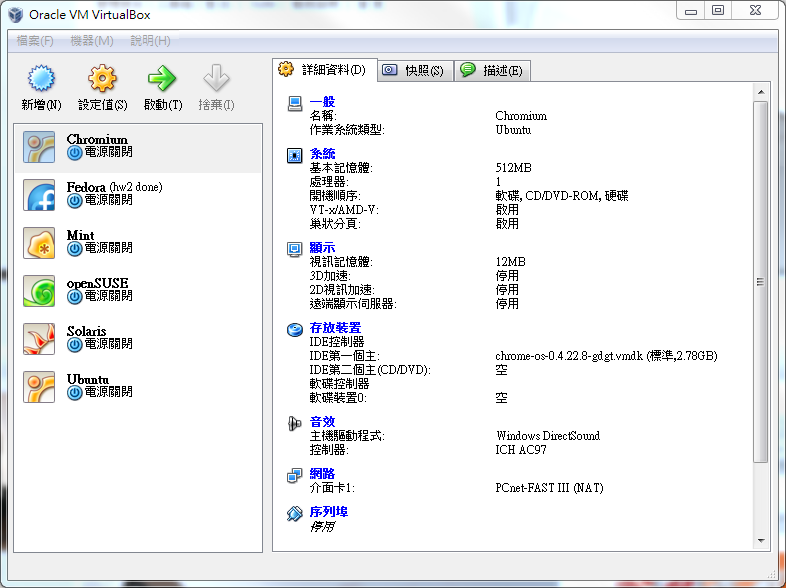 Oracle VM VirtualBox
檔案(F) 機器(M) 說明(H)
新增(N) 設定值(S) 啟動(T) 捨棄(I)
Chromium
電源關閉
Fedora (hw2 done)
電源關閉
Mint
電源關閉
openSUSE
電源關閉
Solaris
電源關閉
Ubuntu
電源關閉
詳細資料(D) 快照(S) 描述(E)
一般
名稱: Chromium
作業系統類型: Ubuntu
系統
基本記憶體: 512MB
處理器: 1
開機順序: 軟碟, CD/DVD-ROM, 硬碟
VT-x/AMD-V: 啟用
巢狀分頁: 啟用
顯示
視訊記憶體: 12MB
3D加速: 停用
2D視訊加速: 停用
遠端顯示伺服器: 停用
存放裝置
IDE控制器
IDE第一個主: chrome-os-0.4.22.8-gdgt.vmdk (標準,2.78GB)
IDE第二個主(CD/DVD): 空
軟碟控制器
軟碟裝置0: 空
音效
主機驅動程式: Windows DirectSound
控制器: ICH AC97
網路
介面卡1: PCnet-FAST III (NAT)
序列埠
停用